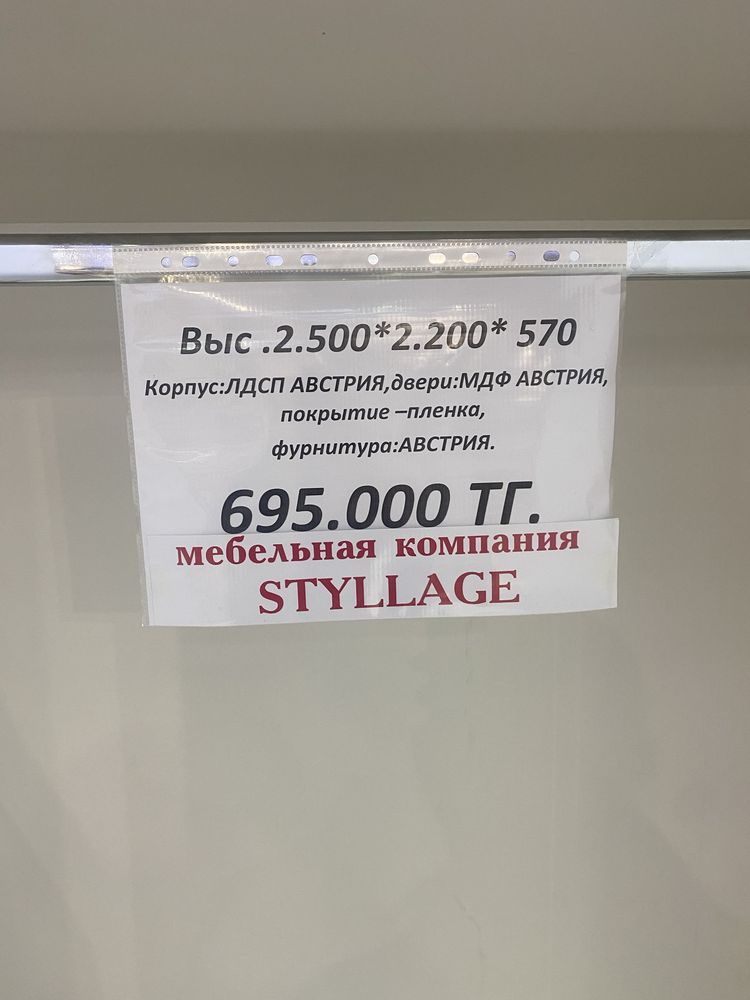 Выс .2.500*2.200* 570
Корпус:ЛДСП АВСТРИЯ,двери:МДФ АВСТРИЯ,
покрытие –пленка,
фурнитура:АВСТРИЯ.
695.000 ТГ.
мебельная компания
STYLLAGE